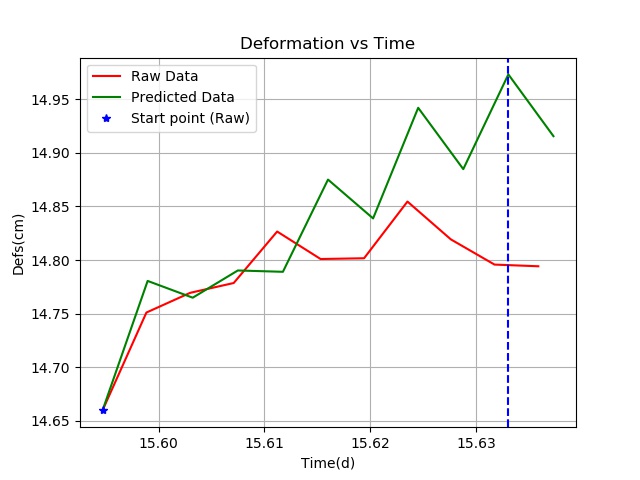 Deformation vs Time
Raw Data
Predicted Data
Start point (Raw)
Defs(cm)
14.95
14.90
14.85
14.80
14.75
14.70
14.65
15.60 15.61 15.62 15.63
Time(d)